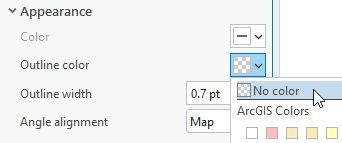 Appearance
Color
Outline color
No color
Outline width 0.7 pt
ArcGIS Colors
Angle alignment Map